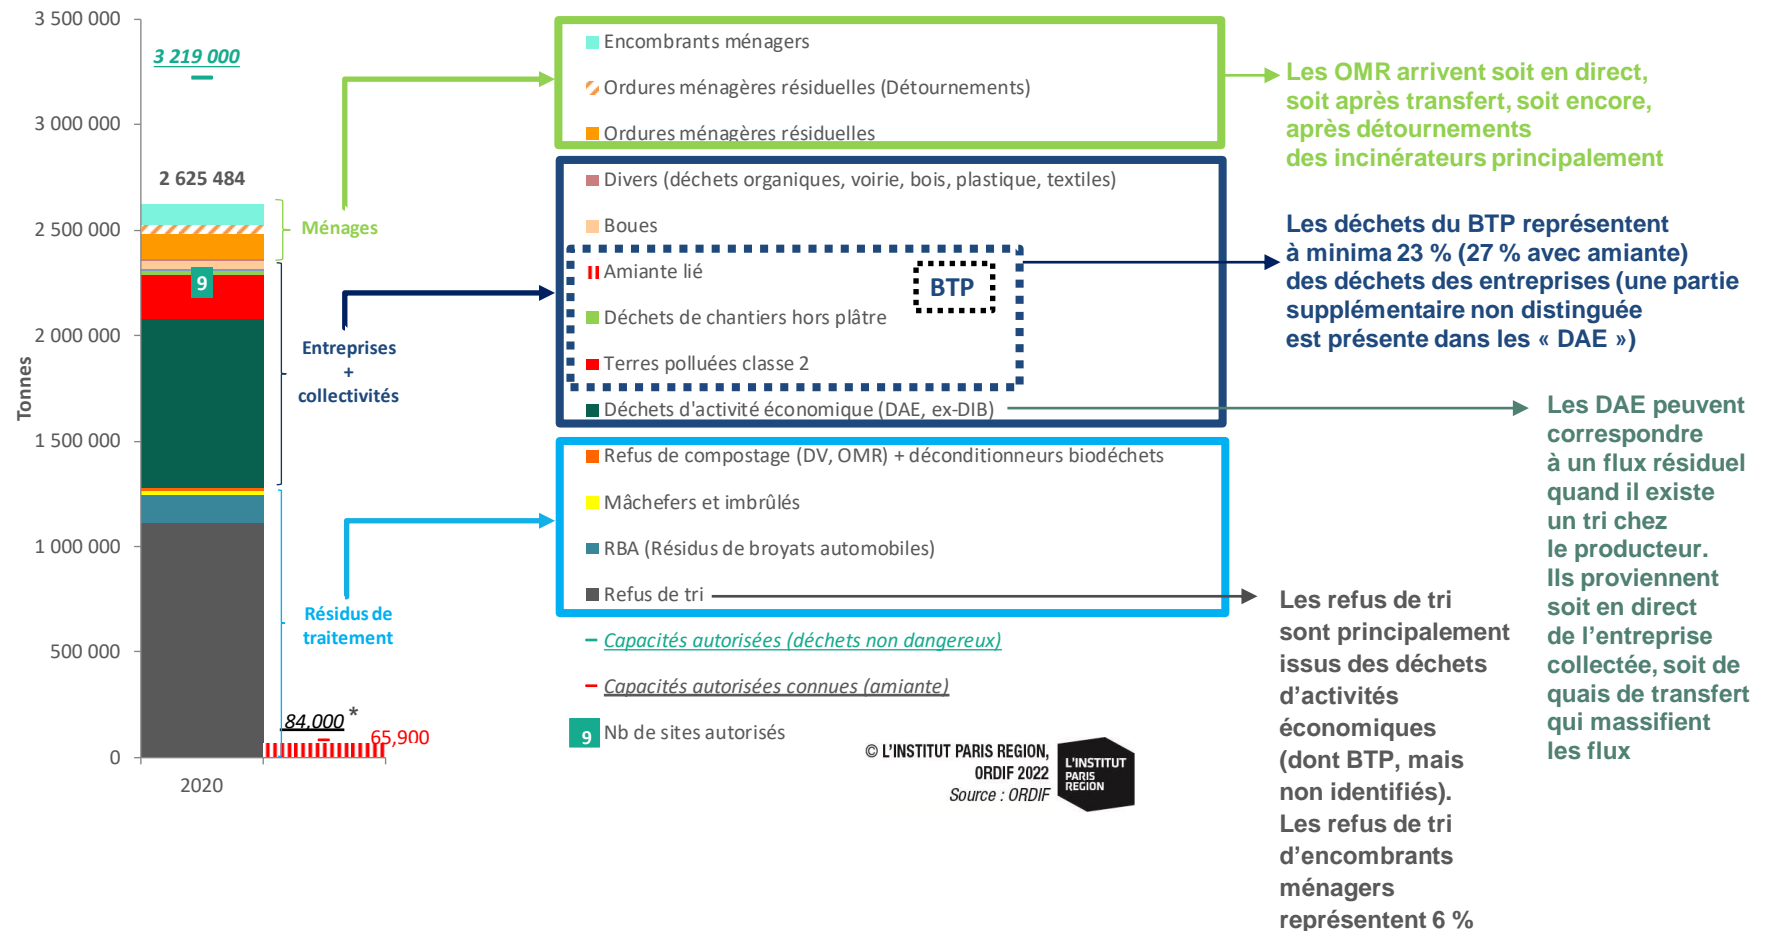 3 500 000
3 000 000
2 500 000
2 000 000
1 500 000
1 000 000
500 000
0
Tonnes
3 219 000
2 625 484
9
84,000 *
65,900
2020
Ménages
Entreprises
+
collectivités
Résidus de
traitement
Encombrants ménagers
Ordures ménagères résiduelles (Détournements)
Ordures ménagères résiduelles
Divers (déchets organiques, voirie, bois, plastique, textiles)
Boues
Amiante lié
BTP
Déchets de chantiers hors plâtre
Terres polluées classe 2
Déchets d'activité économique (DAE, ex-DIB)
Refus de compostage (DV, OMR) + déconditionneurs biodéchets
Mâchefers et imbrûlés
RBA (Résidus de broyats automobiles)
Refus de tri
Capacités autorisées (déchets non dangereux)
Capacités autorisées connues (amiante)
9 Nb de sites autorisés
© L'INSTITUT PARIS REGION,
ORDIF 2022
Source : ORDIF
L'INSTITUT
PARIS
REGION
Les OMR arrivent soit en direct,
soit après transfert, soit encore,
après détournements
des incinérateurs principalement
Les déchets du BTP représentent
à minima 23 % (27 % avec amiante)
des déchets des entreprises (une partie
supplémentaire non distinguée
est présente dans les « DAE »)
Les DAE peuvent
correspondre
à un flux résiduel
quand il existe
un tri chez
le producteur.
Ils proviennent
soit en direct
de l'entreprise
collectée, soit de
quais de transfert
qui massifient
les flux
Les refus de tri
sont principalement
issus des déchets
d'activités
économiques
(dont BTP, mais
non identifiés).
Les refus de tri
d'encombrants
ménagers
représentent 6 %